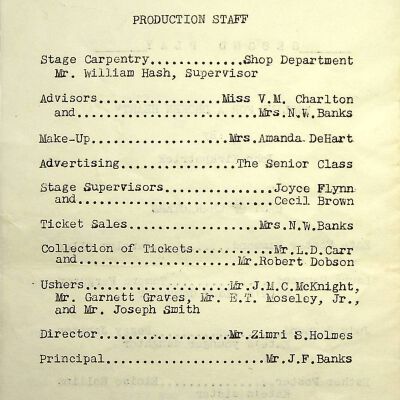 PRODUCTION STAFF
Stage Carpentry............Shop Department
Mr. William Hash, Supervisor
Advisors................Miss V.M. Charlton
and.......................Mrs.N.W.Banks
Make-Up..................Mrs.Amanda DeHart
Advertising...............The Senior Class
Stage Supervisors..............Joyce Flynn
and.........................Cecil Brown
Ticket Sales.................Mrs.N.W.Banks
Collection of Tickets..........Mr.L.D.Carr
and....................Mr.Robert Dobson
Ushers..................Mr.J.M.C.McKnight,
Mr. Garnett Graves, Mr. E.T. Moseley, Jr.,
and Mr. Joseph Smith
Director.................Mr.Zimri S.Holmes
Principal....................Mr.J.F.Banks